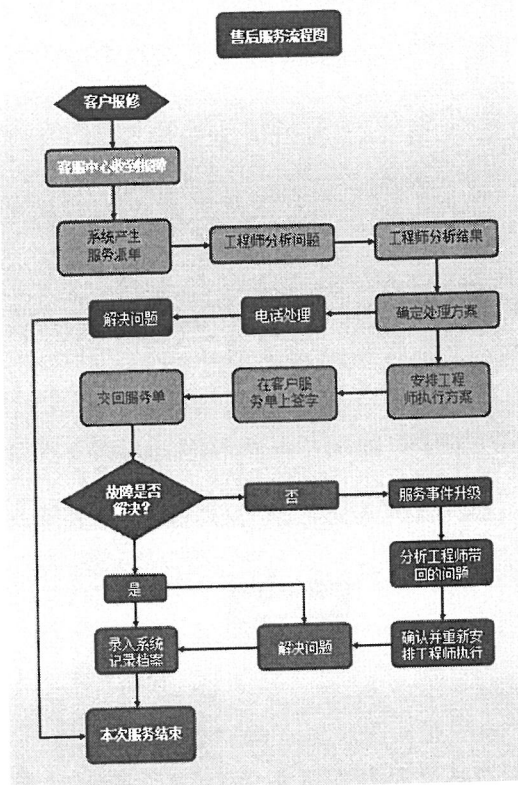 售后服务流程图
客户报修
客服中心收到报障
系统产生
服务派单
工程师分析问题
工程师分析结果
解决问题
电话处理
确定处理方案
交回服务单
在客户服
务单上签字
安排工程
师执行方案
故障是否
解决?
否
服务事件升级
分析工程师带
回的问题
是
录入系统
记录档案
解决问题
确认并重新安
排工程师执行
本次服务结束